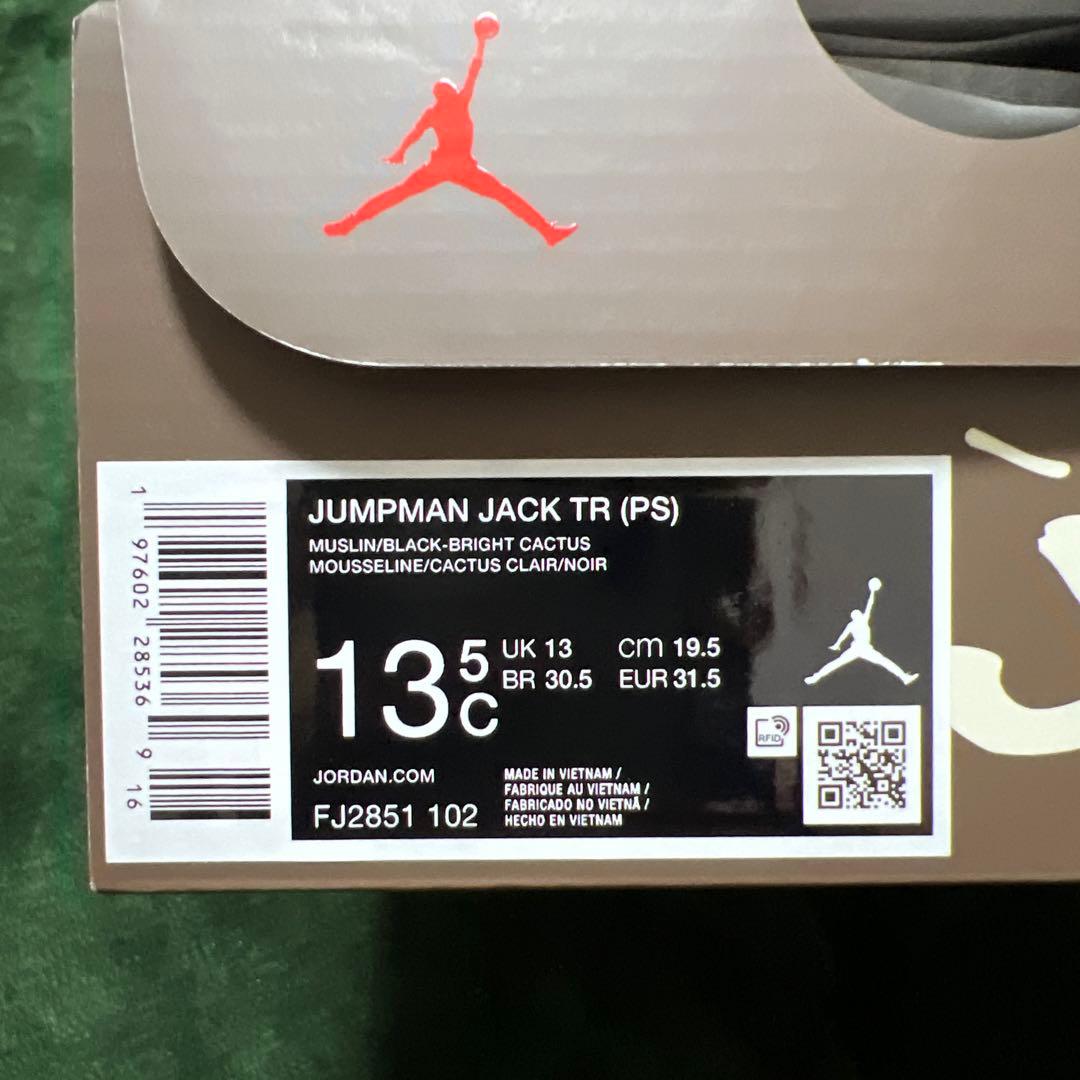 JUMPMAN JACK TR (PS)
MUSLIN/BLACK-BRIGHT CACTUS
MOUSSELINE/CACTUS CLAIR/NOIR
13 5 C
UK 13 cm 19.5
BR 30.5 EUR 31.5
RFID
JORDAN.COM
FJ2851 102
MADE IN VIETNAM /
FABRIQUE AU VIETNAM /
FABRICADO NO VIETNÃ /
HECHO EN VIETNAM
1 97602 28536 9 16